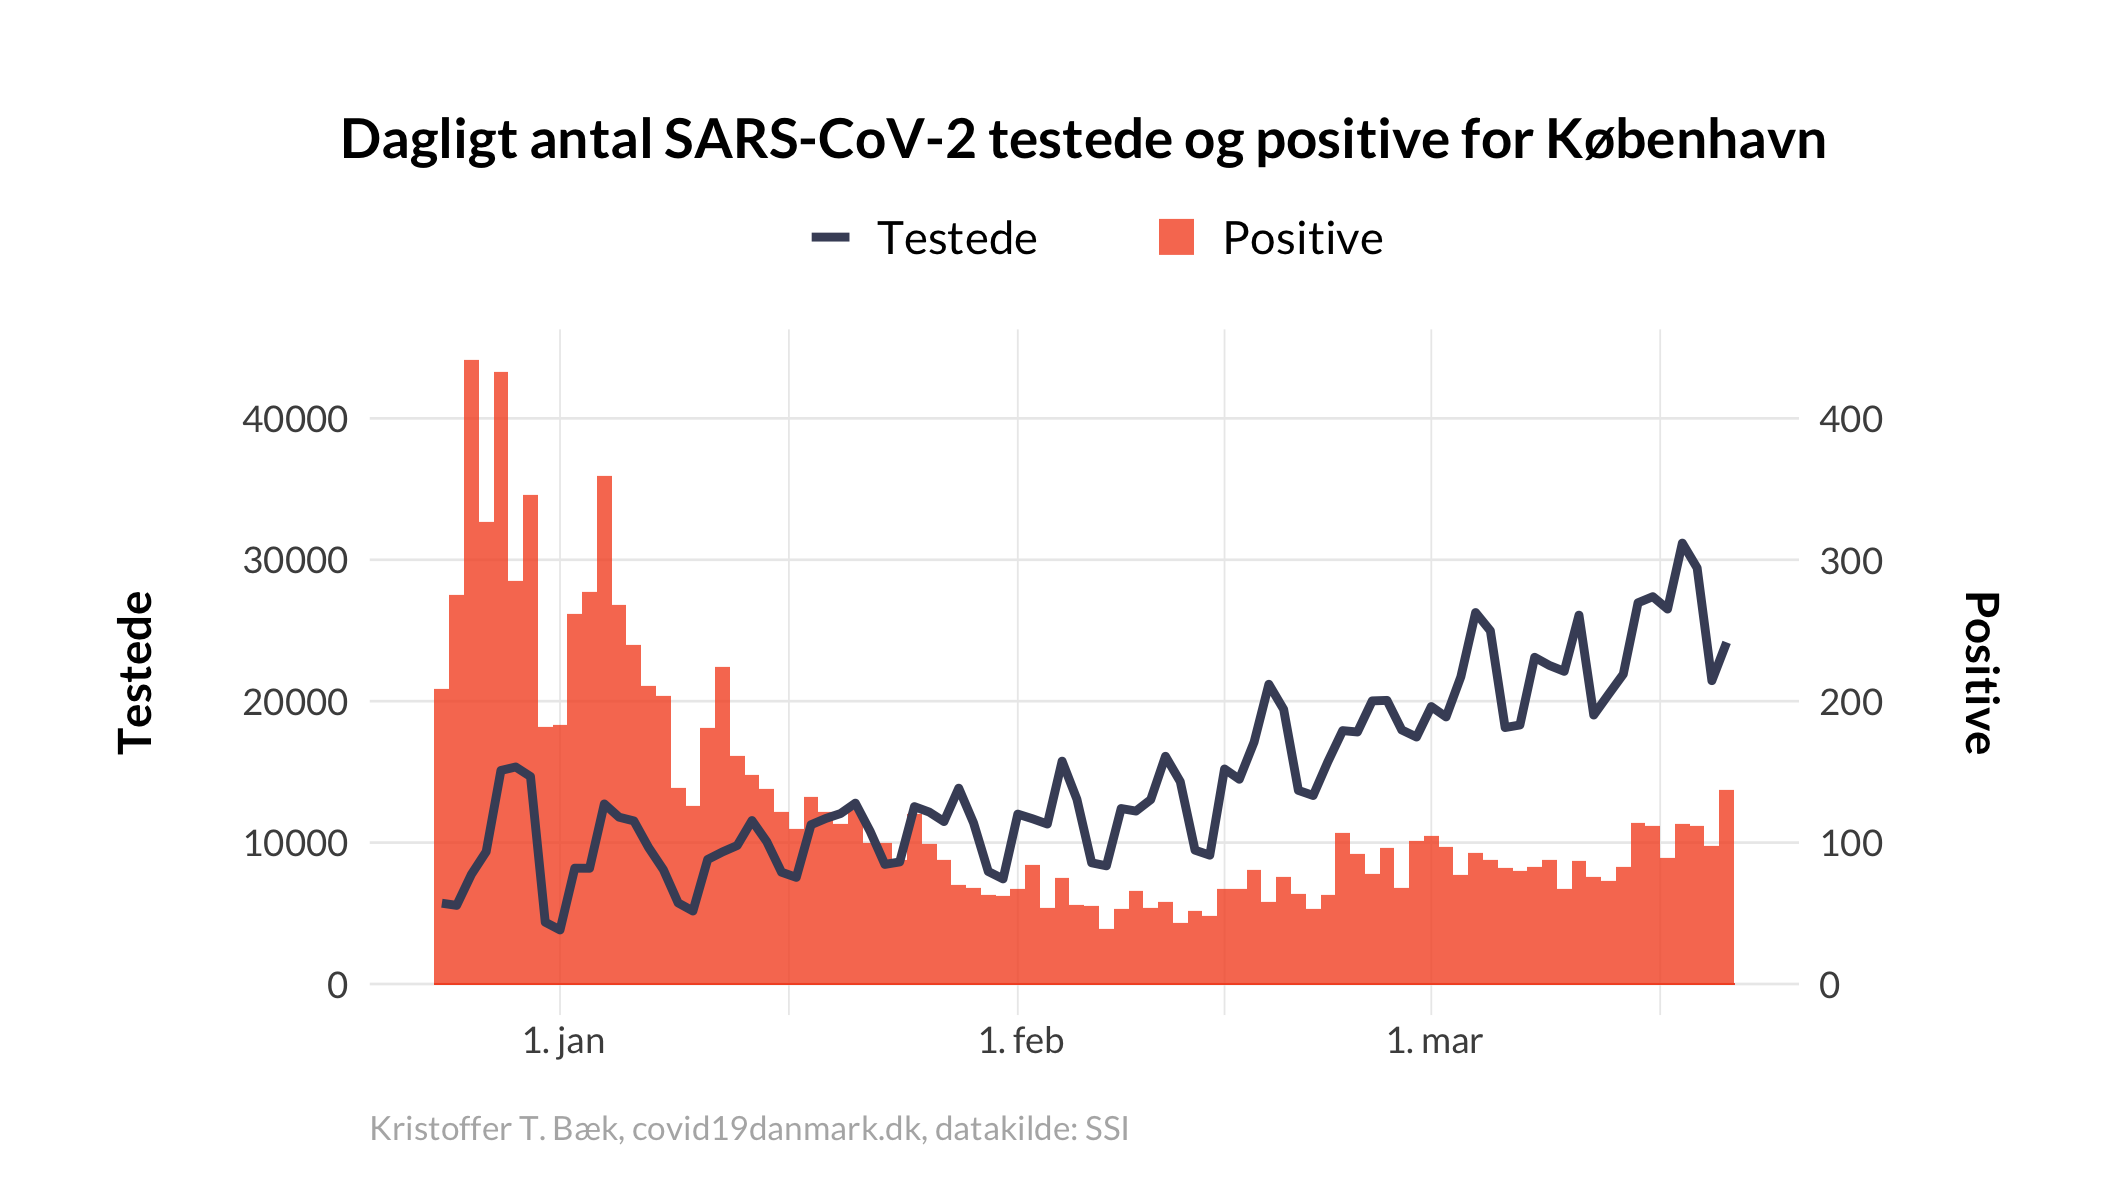 Dagligt antal SARS-CoV-2 testede og positive for København
Testede
Positive
Testede
40000
30000
20000
10000
0
400
300
200
100
0
Positive
1. jan
1. feb
1. mar
Kristoffer T. Bæk, covid19danmark.dk, datakilde: SSI